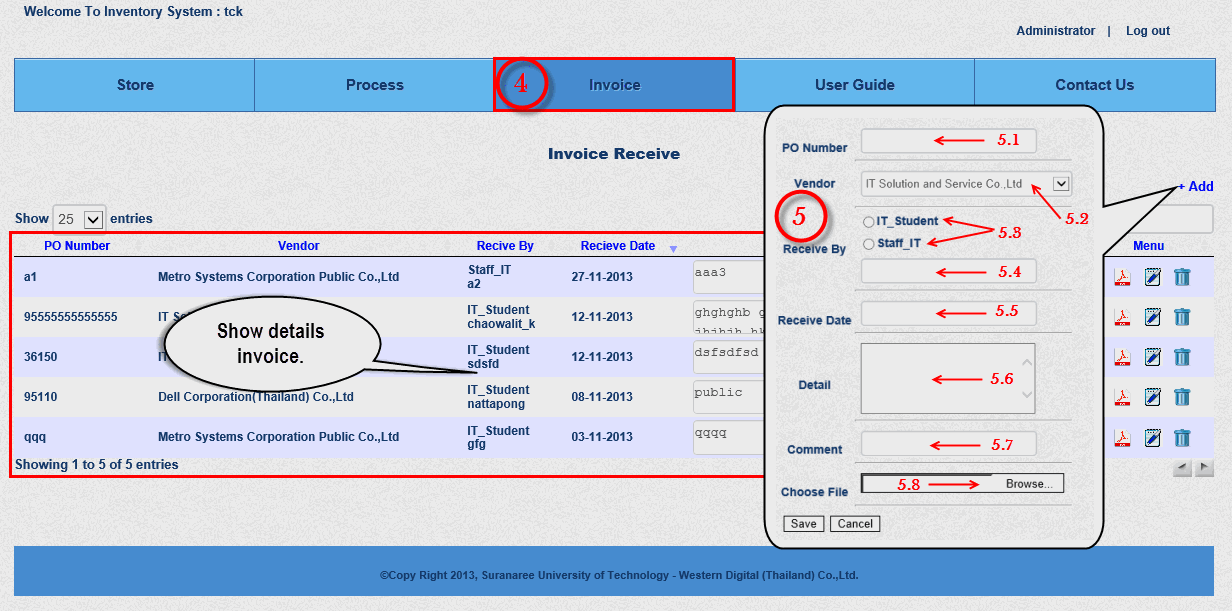 Welcome To Inventory System : tck
Administrator | Log out
Store Process 4 Invoice User Guide Contact Us
Invoice Receive
+ Add
Show 25 entries
PO Number Vendor Recive By Recieve Date Menu
a1 Metro Systems Corporation Public Co.,Ltd Staff_IT a2 27-11-2013 aaa3
95555555555555 IT IT_Student chaowalit_k 12-11-2013 ghghghb
36150 IT_Student sdsfd 12-11-2013 dsfsdfsd
95110 Dell Corporation(Thailand) Co.,Ltd IT_Student nattapong 08-11-2013 public
qqq Metro Systems Corporation Public Co.,Ltd IT_Student gfg 03-11-2013 qqqq
Showing 1 to 5 of 5 entries
Show details
invoice.
PO Number 5.1
Vendor IT Solution and Service Co.,Ltd 5.2
5
Receive By
IT_Student 5.3
Staff_IT
5.4
Receive Date 5.5
Detail 5.6
Comment 5.7
Choose File 5.8 Browse...
Save Cancel
©Copy Right 2013, Suranaree University of Technology - Western Digital (Thailand) Co.,Ltd.